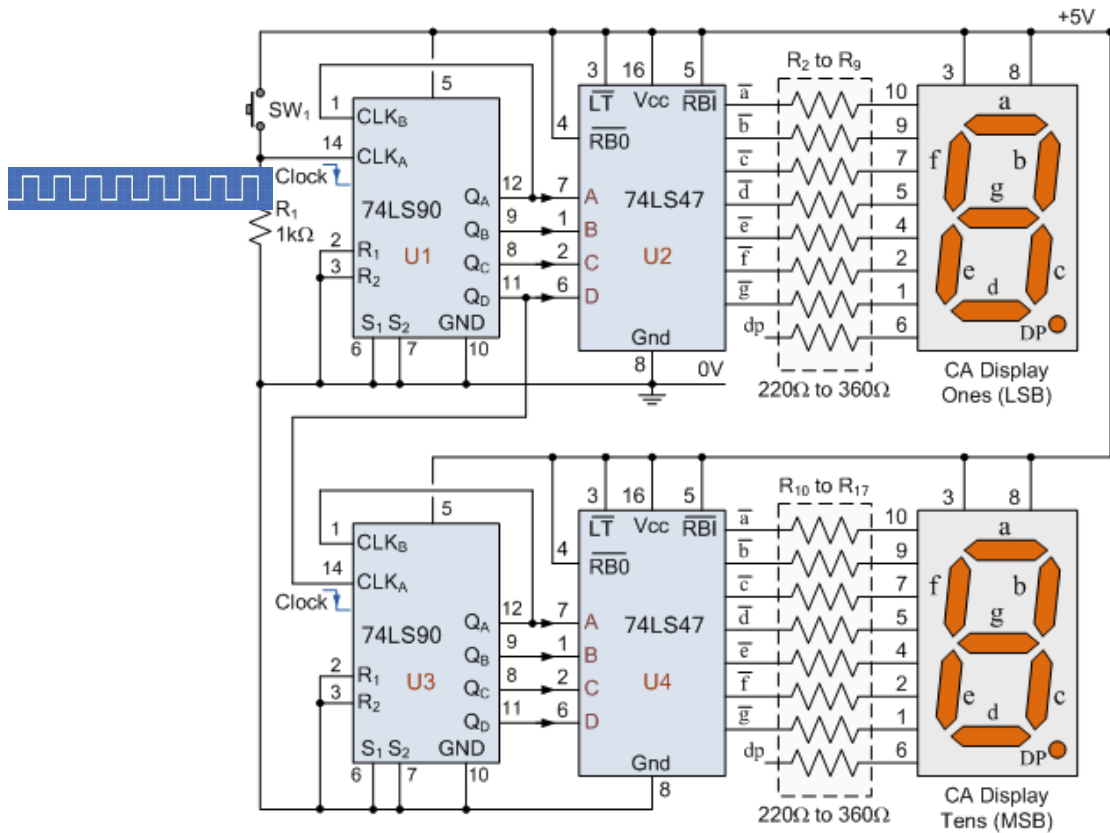 +5V
SW1
Clock
R1
1kΩ
5
1 CLKB
14 CLKA
74LS90
U1
2 R1
3 R2
QA 12
QB 9
QC 8
QD 11
S1 S2 GND
6 7 10
3 16 5
L̅T̅ Vcc R̅B̅I̅
4 R̅B̅0̅
7 A
1 B
2 C
6 D
74LS47
U2
Gnd
8
0V
a̅
b̅
c̅
d̅
e̅
f̅
g̅
dp
R2 to R9
220Ω to 360Ω
3 8
10
9
7
5
4
2
1
6
a
f b
g
e c
d
DP
CA Display
Ones (LSB)
5
1 CLKB
14 CLKA
Clock
74LS90
U3
2 R1
3 R2
QA 12
QB 9
QC 8
QD 11
S1 S2 GND
6 7 10
3 16 5
L̅T̅ Vcc R̅B̅I̅
4 R̅B̅0̅
7 A
1 B
2 C
6 D
74LS47
U4
Gnd
8
a̅
b̅
c̅
d̅
e̅
f̅
g̅
dp
R10 to R17
220Ω to 360Ω
3 8
10
9
7
5
4
2
1
6
a
f b
g
e c
d
DP
CA Display
Tens (MSB)